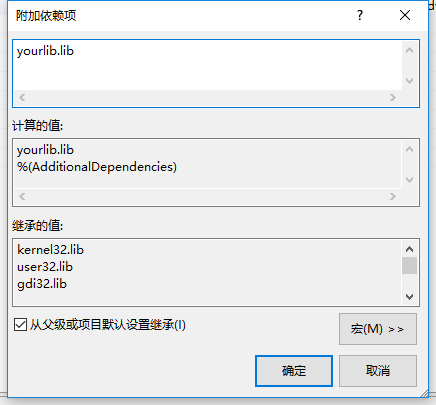 附加依赖项
?
yourlib.lib
计算的值:
yourlib.lib
%(AdditionalDependencies)
继承的值:
kernel32.lib
user32.lib
gdi32.lib
从父级或项目默认设置继承(I)
宏(M) >>
确定
取消